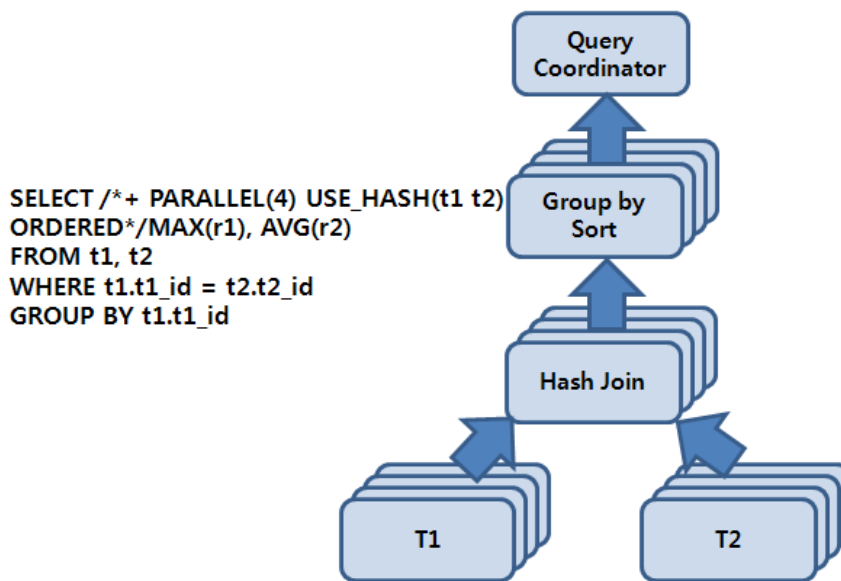 Query
Coordinator
SELECT /*+ PARALLEL(4) USE_HASH(t1 t2)
ORDERED*/MAX(r1), AVG(r2)
FROM t1, t2
WHERE t1.t1_id = t2.t2_id
GROUP BY t1.t1_id
Group by
Sort
Hash Join
T1
T2